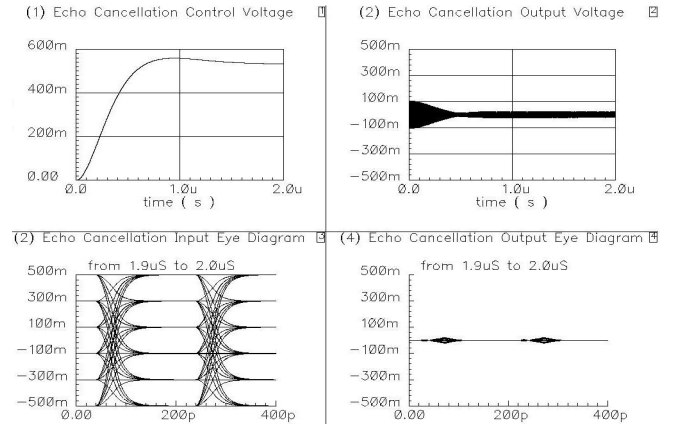 (1) Echo Cancellation Control Voltage 1
600m
400m
200m
0.00
0.0 1.0u 2.0u
time ( s )
(2) Echo Cancellation Output Voltage 2
500m
300m
100m
-100m
-300m
-500m
0.0 1.0u 2.0u
time ( s )
(2) Echo Cancellation Input Eye Diagram 3
from 1.9uS to 2.0uS
500m
300m
100m
-100m
-300m
-500m
0.00 200p 400p
(4) Echo Cancellation Output Eye Diagram 4
from 1.9uS to 2.0uS
500m
300m
100m
-100m
-300m
-500m
0.00 200p 400p